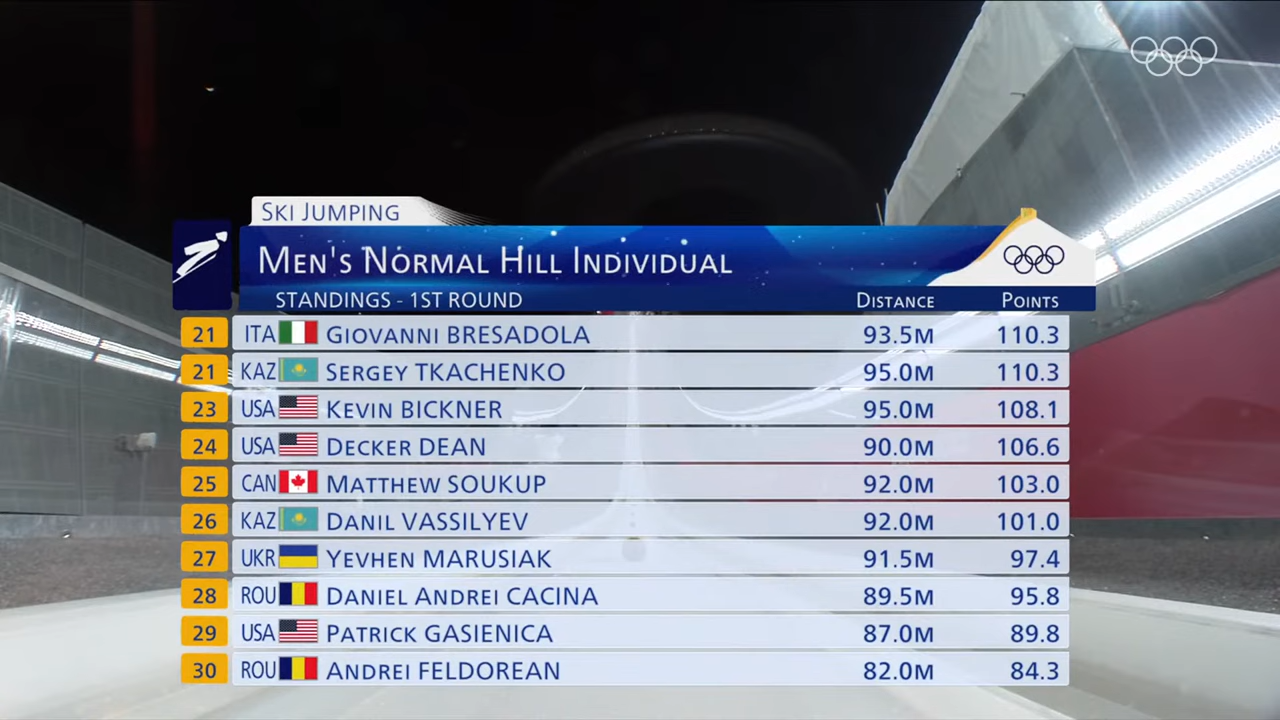 SKI JUMPING
MEN'S NORMAL HILL INDIVIDUAL
STANDINGS - 1ST ROUND DISTANCE POINTS
21 ITA GIOVANNI BRESADOLA 93.5M 110.3
21 KAZ SERGEY TKACHENKO 95.0M 110.3
23 USA KEVIN BICKNER 95.0M 108.1
24 USA DECKER DEAN 90.0M 106.6
25 CAN MATTHEW SOUKUP 92.0M 103.0
26 KAZ DANIL VASSILYEV 92.0M 101.0
27 UKR YEVHEN MARUSIAK 91.5M 97.4
28 ROU DANIEL ANDREI CACINA 89.5M 95.8
29 USA PATRICK GASIENICA 87.0M 89.8
30 ROU ANDREI FELDOREAN 82.0M 84.3